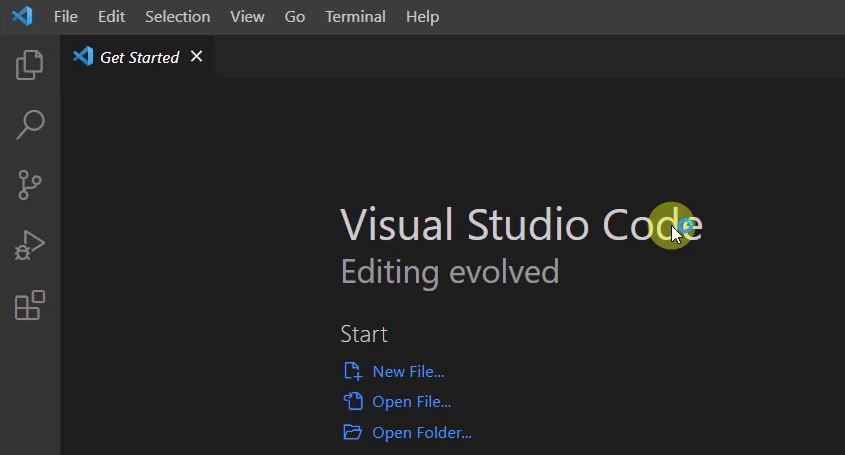 File Edit Selection View Go Terminal Help
Get Started
Visual Studio Code
Editing evolved
Start
New File...
Open File...
Open Folder...